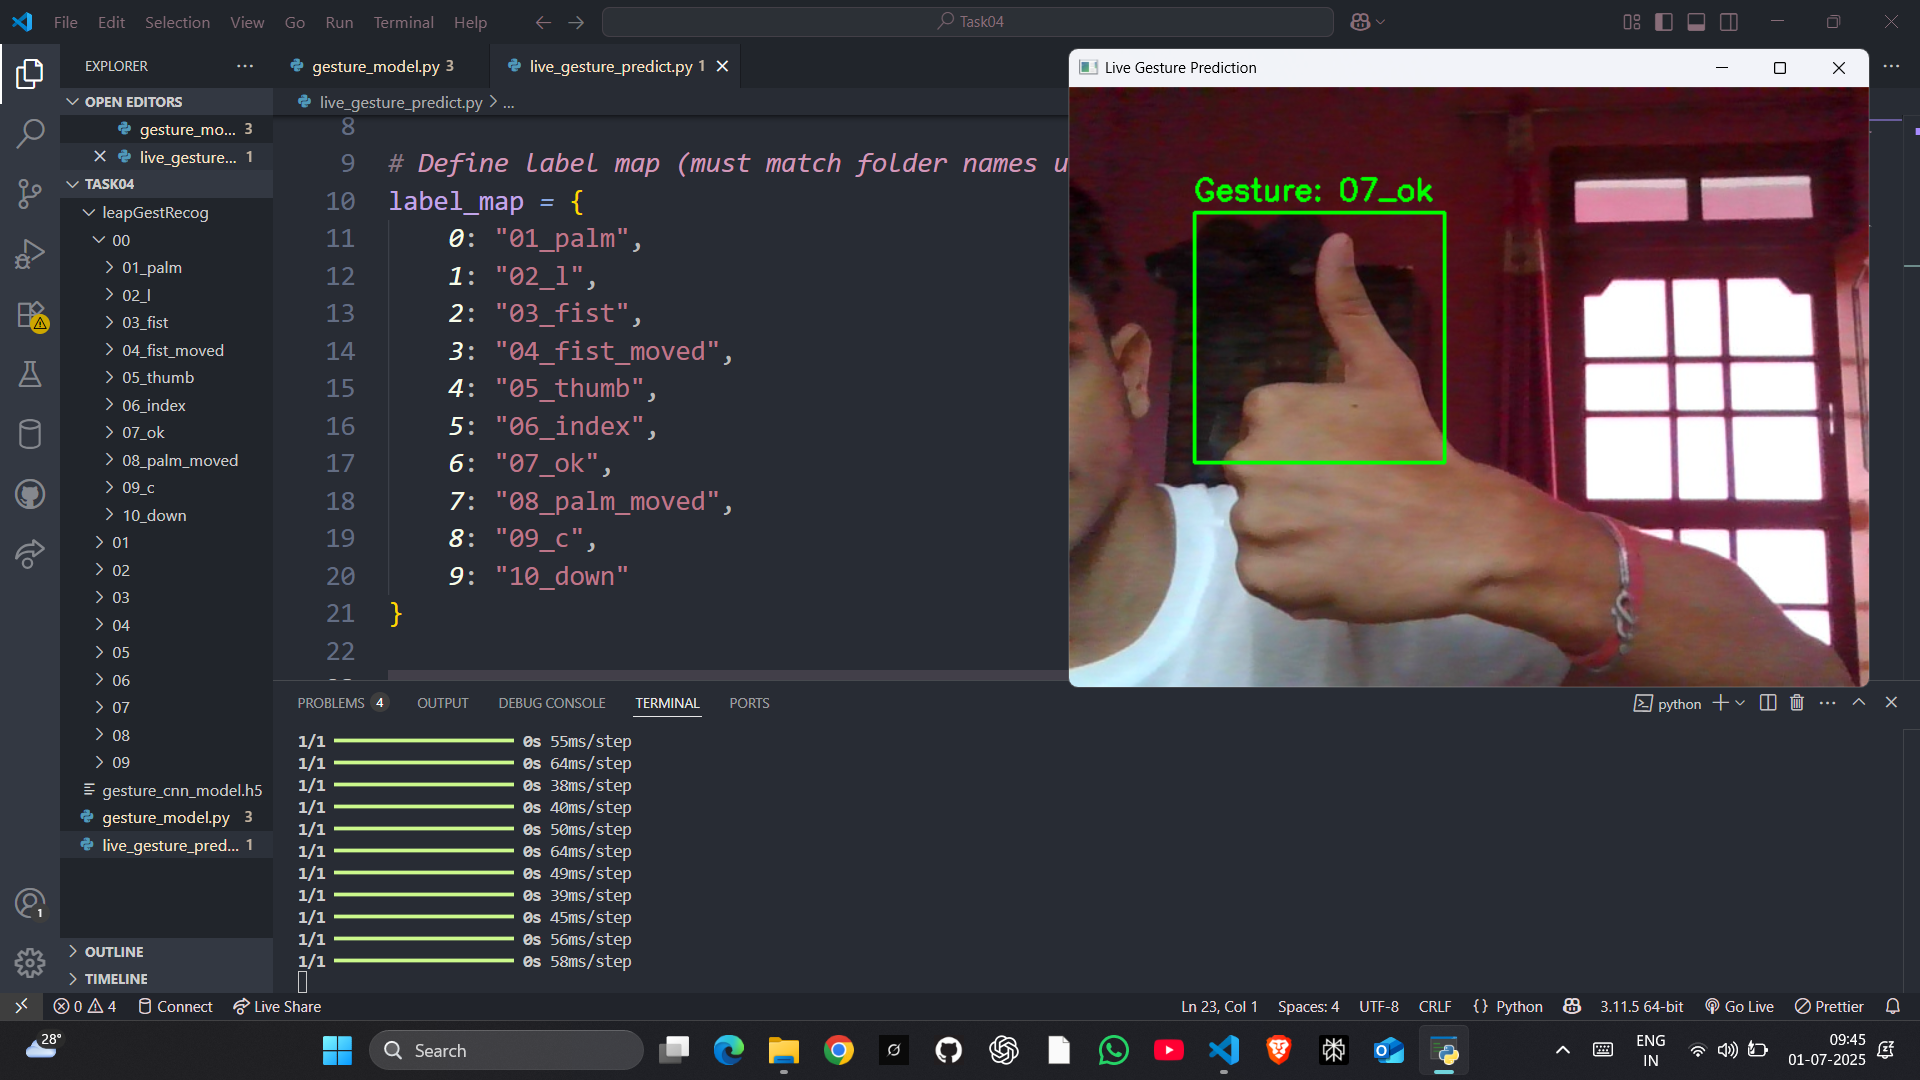 File Edit Selection View Go Run Terminal Help
Task04
EXPLORER
gesture_model.py 3
live_gesture_predict.py 1
OPEN EDITORS
gesture_mo... 3
live_gesture... 1
TASK04
leapGestRecog
00
01_palm
02_l
03_fist
04_fist_moved
05_thumb
06_index
07_ok
08_palm_moved
09_c
10_down
01
02
03
04
05
06
07
08
09
gesture_cnn_model.h5
gesture_model.py 3
live_gesture_pred... 1
OUTLINE
TIMELINE
live_gesture_predict.py > ...
8
9 # Define label map (must match folder names u
10 label_map = {
11 0: "01_palm",
12 1: "02_l",
13 2: "03_fist",
14 3: "04_fist_moved",
15 4: "05_thumb",
16 5: "06_index",
17 6: "07_ok",
18 7: "08_palm_moved",
19 8: "09_c",
20 9: "10_down"
21 }
22
Live Gesture Prediction
Gesture: 07_ok
PROBLEMS 4 OUTPUT DEBUG CONSOLE TERMINAL PORTS
python
1/1 0s 55ms/step
1/1 0s 64ms/step
1/1 0s 38ms/step
1/1 0s 40ms/step
1/1 0s 50ms/step
1/1 0s 64ms/step
1/1 0s 49ms/step
1/1 0s 39ms/step
1/1 0s 45ms/step
1/1 0s 56ms/step
1/1 0s 58ms/step
1
0 4 Connect Live Share
Ln 23, Col 1 Spaces: 4 UTF-8 CRLF {} Python 3.11.5 64-bit Go Live Prettier
28°
Search
ENG
IN
09:45
01-07-2025